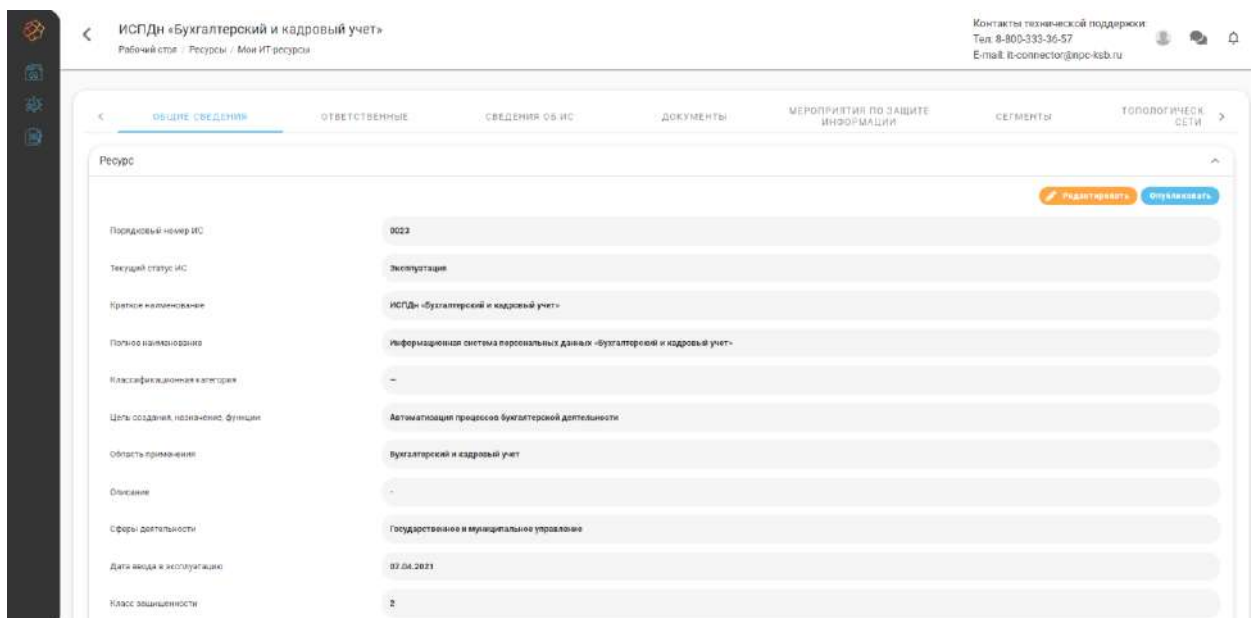 ИСПДн «Бухгалтерский и кадровый учет»
Рабочий стол / Ресурсы / Мои ИТ-ресурсы
Контакты технической поддержки:
Тел: 8-800-333-36-57
E-mail: it-connector@npc-ksb.ru
ОБЩИЕ СВЕДЕНИЯ
ОТВЕТСТВЕННЫЕ
СВЕДЕНИЯ ОБ ИС
ДОКУМЕНТЫ
МЕРОПРИЯТИЯ ПО ЗАЩИТЕ
ИНФОРМАЦИИ
СЕГМЕНТЫ
ТОПОЛОГИЧЕСК
СЕТИ
Ресурс
Редактировать
Опубликовать
Порядковый номер ИС 0023
Текущий статус ИС Эксплуатация
Краткое наименование ИСПДн «Бухгалтерский и кадровый учет»
Полное наименование Информационная система персональных данных «Бухгалтерский и кадровый учет»
Классификационная категория —
Цель создания, назначение, функции Автоматизация процессов бухгалтерской деятельности
Область применения Бухгалтерский и кадровый учет
Описание -
Сферы деятельности Государственное и муниципальное управление
Дата ввода в эксплуатацию 07.04.2021
Класс защищенности 2